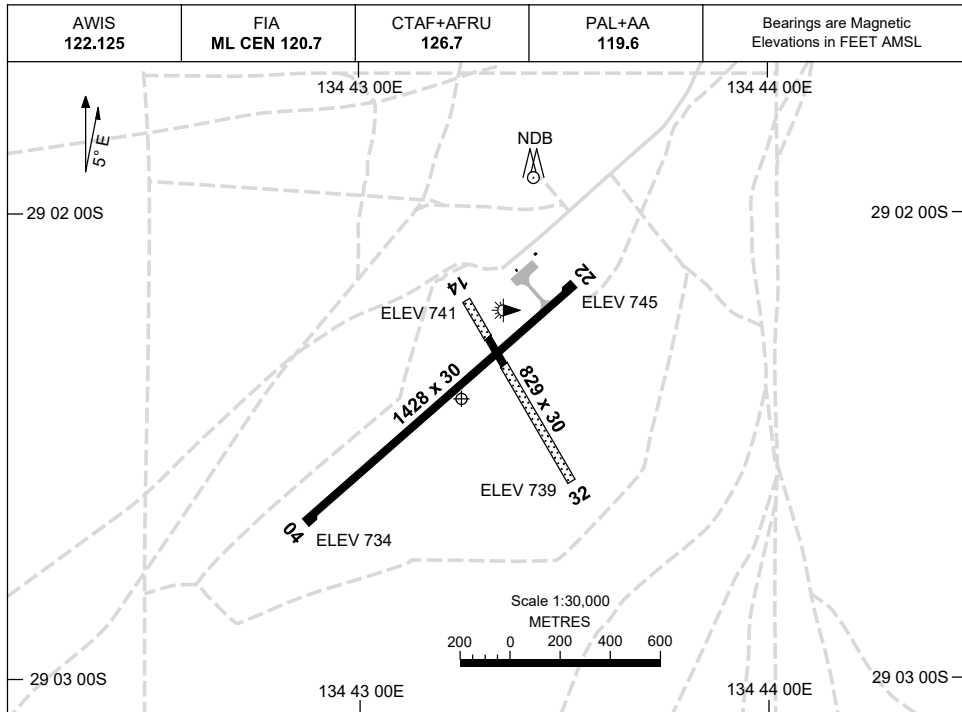 AWIS
122.125
FIA
ML CEN 120.7
CTAF+AFRU
126.7
PAL+AA
119.6
Bearings are Magnetic
Elevations in FEET AMSL
134 43 00E
134 44 00E
5° E
NDB
29 02 00S
29 02 00S
14
22
ELEV 741
ELEV 745
1428 x 30
829 x 30
ELEV 739
32
04
ELEV 734
Scale 1:30,000
METRES
200 0 200 400 600
29 03 00S
29 03 00S
134 43 00E
134 44 00E